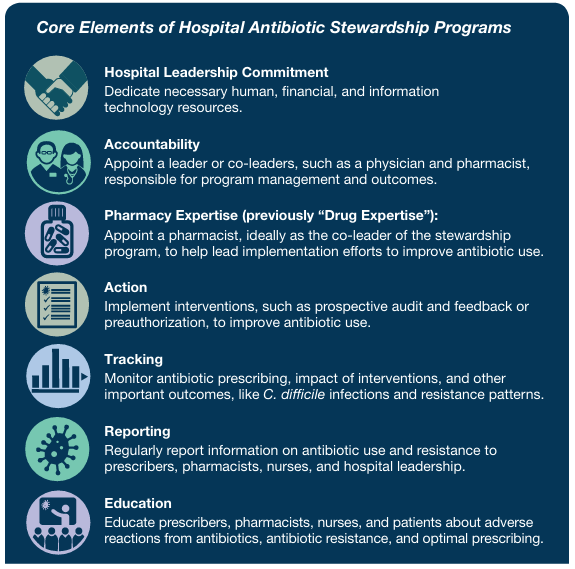 Core Elements of Hospital Antibiotic Stewardship Programs
Hospital Leadership Commitment
Dedicate necessary human, financial, and information
technology resources.
Accountability
Appoint a leader or co-leaders, such as a physician and pharmacist,
responsible for program management and outcomes.
Pharmacy Expertise (previously “Drug Expertise”):
Appoint a pharmacist, ideally as the co-leader of the stewardship
program, to help lead implementation efforts to improve antibiotic use.
Action
Implement interventions, such as prospective audit and feedback or
preauthorization, to improve antibiotic use.
Tracking
Monitor antibiotic prescribing, impact of interventions, and other
important outcomes, like C. difficile infections and resistance patterns.
Reporting
Regularly report information on antibiotic use and resistance to
prescribers, pharmacists, nurses, and hospital leadership.
Education
Educate prescribers, pharmacists, nurses, and patients about adverse
reactions from antibiotics, antibiotic resistance, and optimal prescribing.